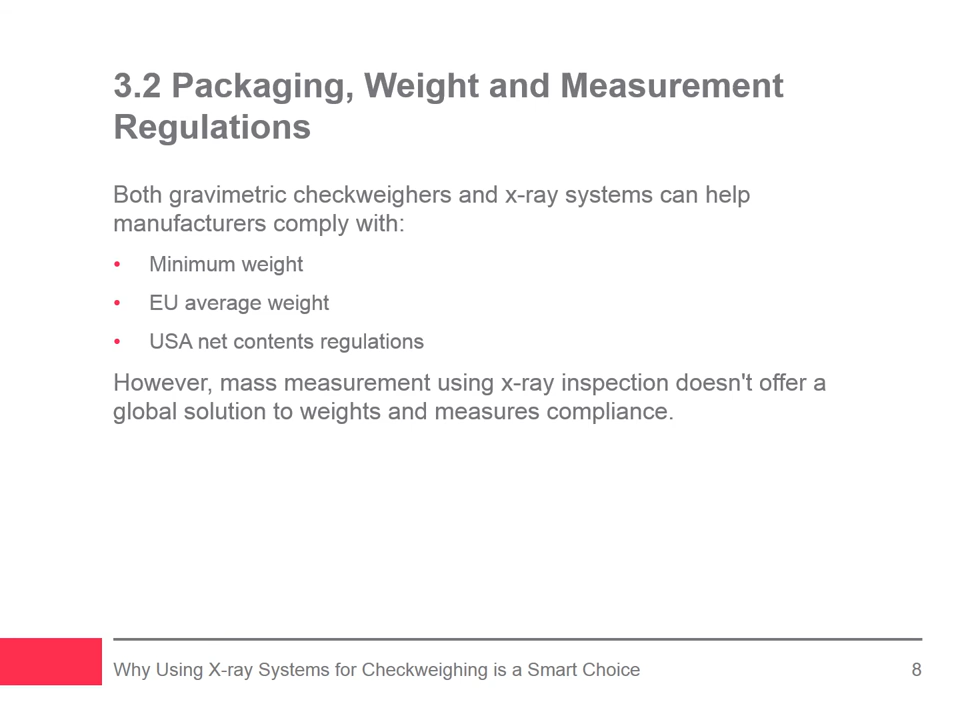 3.2 Packaging, Weight and Measurement
Regulations
Both gravimetric checkweighers and x-ray systems can help
manufacturers comply with:
• Minimum weight
• EU average weight
• USA net contents regulations
However, mass measurement using x-ray inspection doesn't offer a
global solution to weights and measures compliance.
Why Using X-ray Systems for Checkweighing is a Smart Choice 8